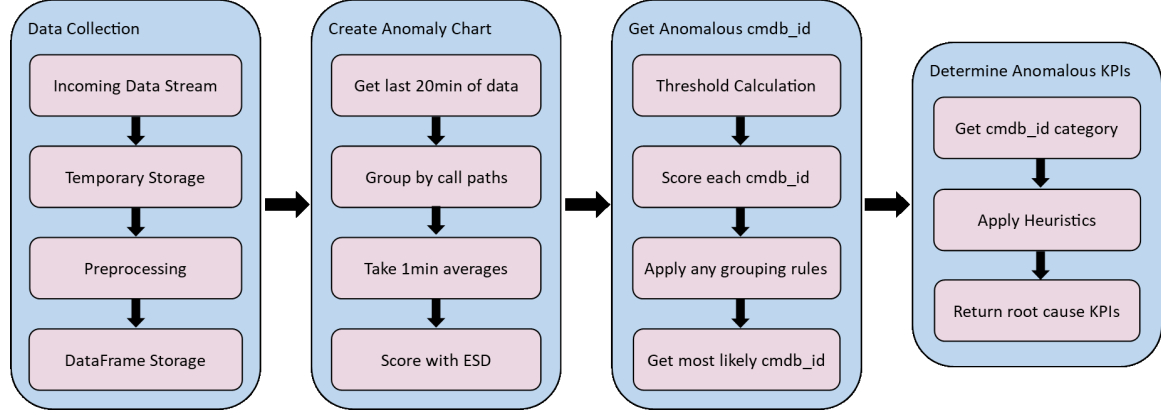 Data Collection
Incoming Data Stream
Temporary Storage
Preprocessing
DataFrame Storage
Create Anomaly Chart
Get last 20min of data
Group by call paths
Take 1min averages
Score with ESD
Get Anomalous cmdb_id
Threshold Calculation
Score each cmdb_id
Apply any grouping rules
Get most likely cmdb_id
Determine Anomalous KPIs
Get cmdb_id category
Apply Heuristics
Return root cause KPIs